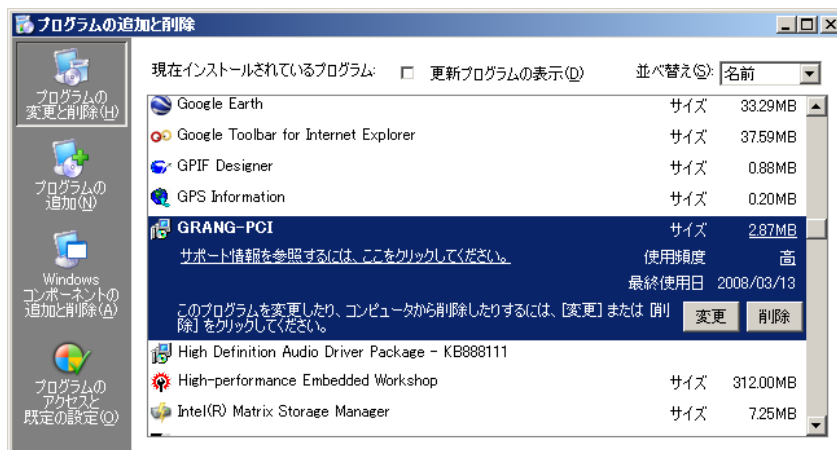 プログラムの追加と削除
プログラムの
変更と削除(H)
プログラムの
追加(N)
Windows
コンポーネントの
追加と削除(A)
プログラムの
アクセスと
既定の設定(O)
現在インストールされているプログラム: 更新プログラムの表示(D) 並べ替え(S): 名前
Google Earth サイズ 33.29MB
Google Toolbar for Internet Explorer サイズ 37.59MB
GPIF Designer サイズ 0.88MB
GPS Information サイズ 0.20MB
GRANG-PCI サイズ 2.87MB
サポート情報を参照するには、ここをクリックしてください。 使用頻度 高
最終使用日 2008/03/13
このプログラムを変更したり、コンピュータから削除したりするには、[変更] または [削
除] をクリックしてください。 変更 削除
High Definition Audio Driver Package - KB888111
High-performance Embedded Workshop サイズ 312.00MB
Intel(R) Matrix Storage Manager サイズ 7.25MB